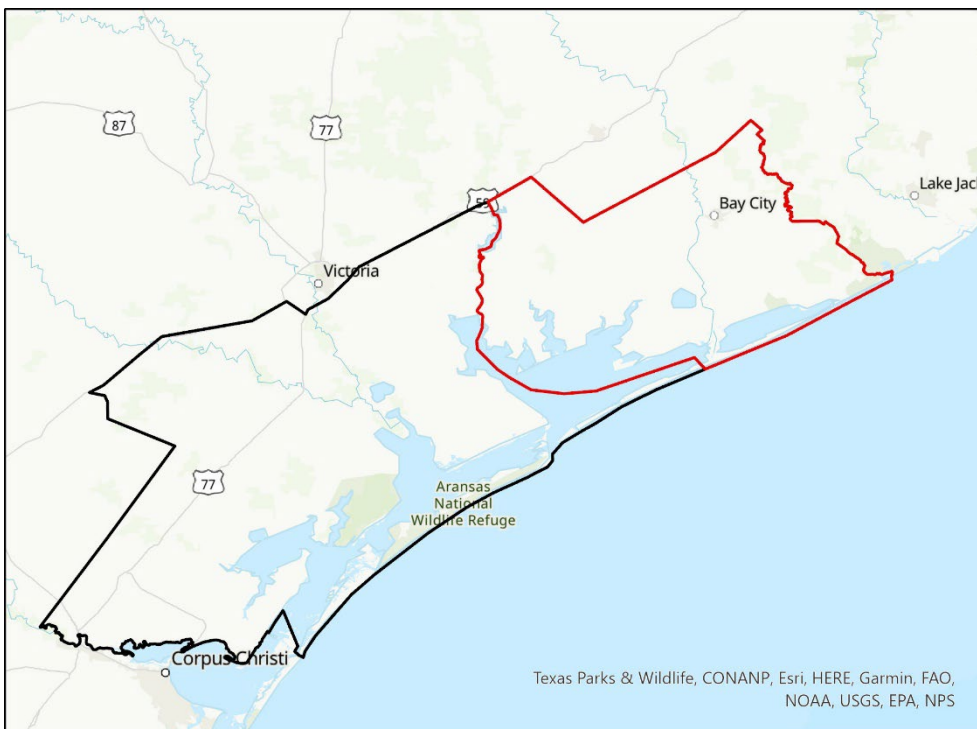 87
77
59
Lake Jack
Bay City
Victoria
77
Aransas
National
Wildlife Refuge
Corpus Christi
Texas Parks & Wildlife, CONANP, Esri, HERE, Garmin, FAO,
NOAA, USGS, EPA, NPS